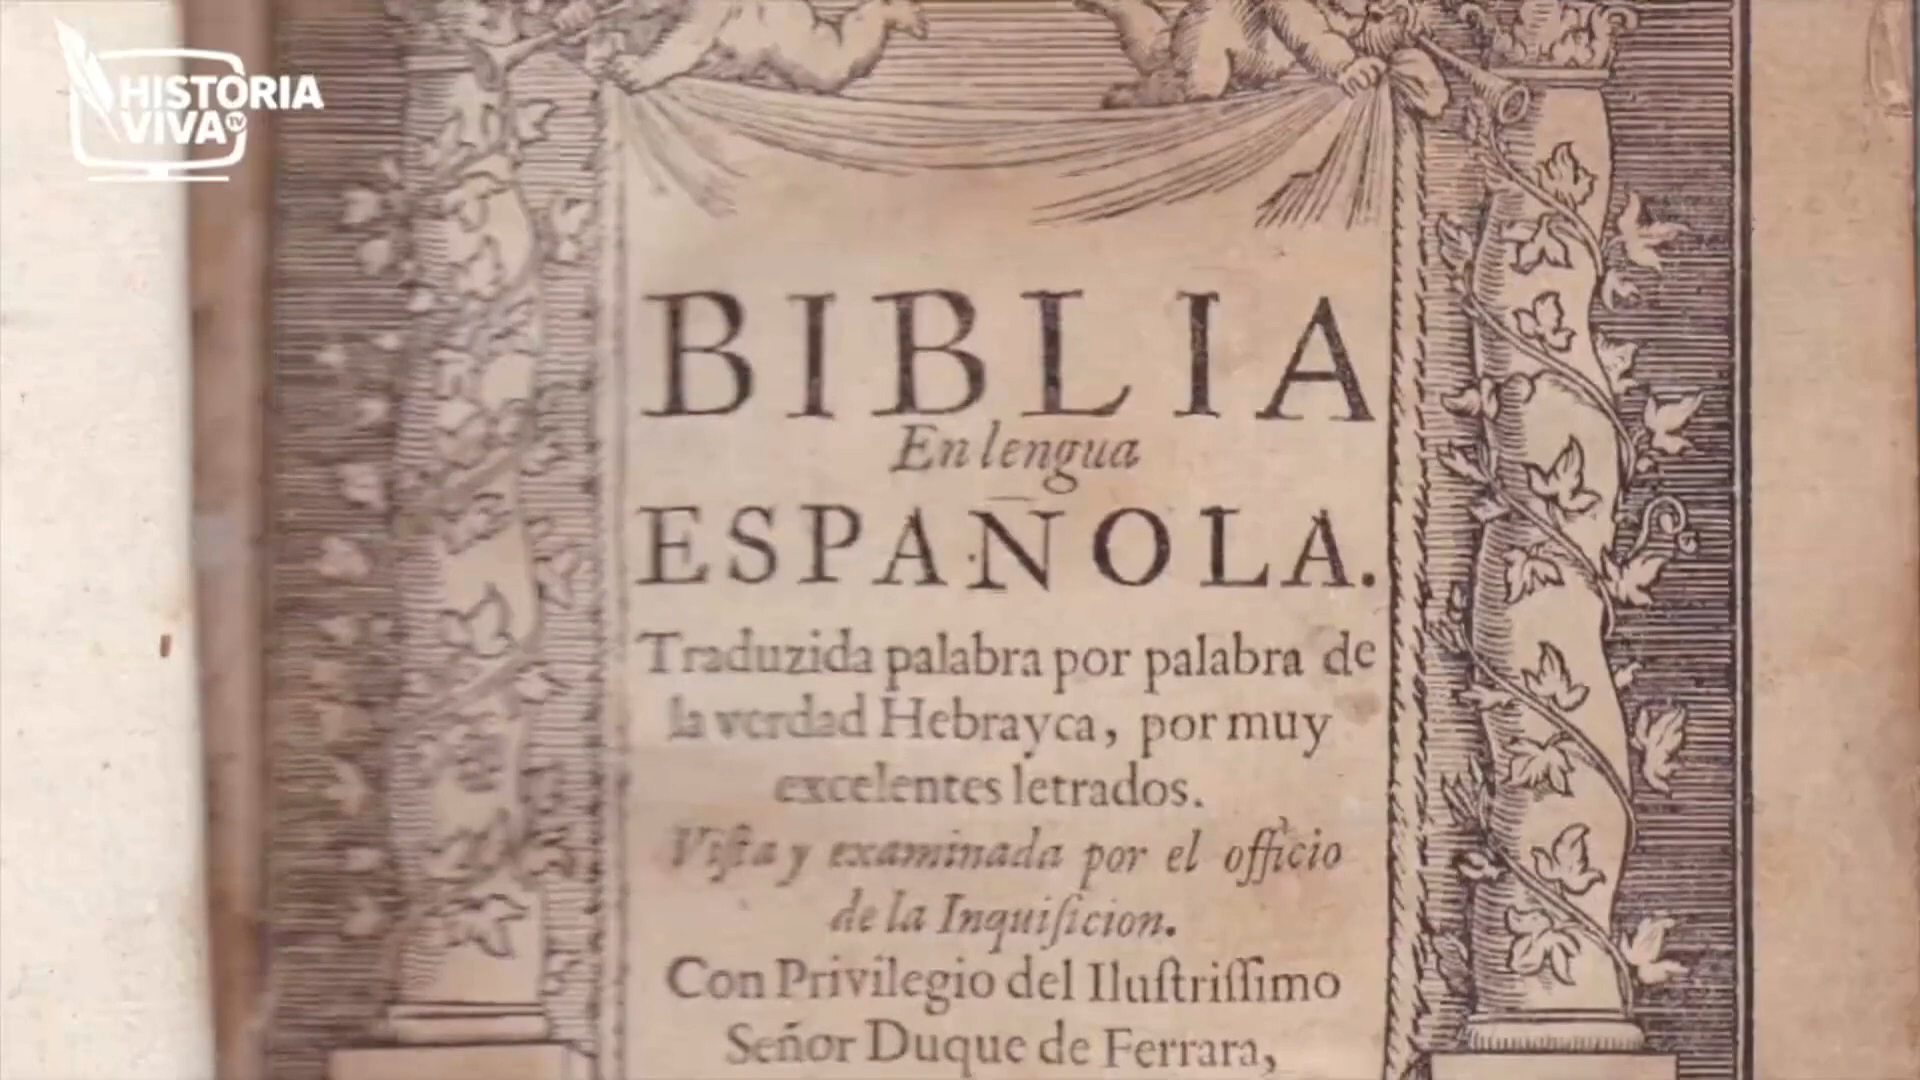 HISTORIA
VIVA TV
BIBLIA
En lengua
ESPAÑOLA.
Traduzida palabra por palabra de
la verdad Hebrayca, por muy
excelentes letrados.
Viſta y examinada por el officio
de la Inquiſicion.
Con Privilegio del Iluſtriſſimo
Señor Duque de Ferrara,